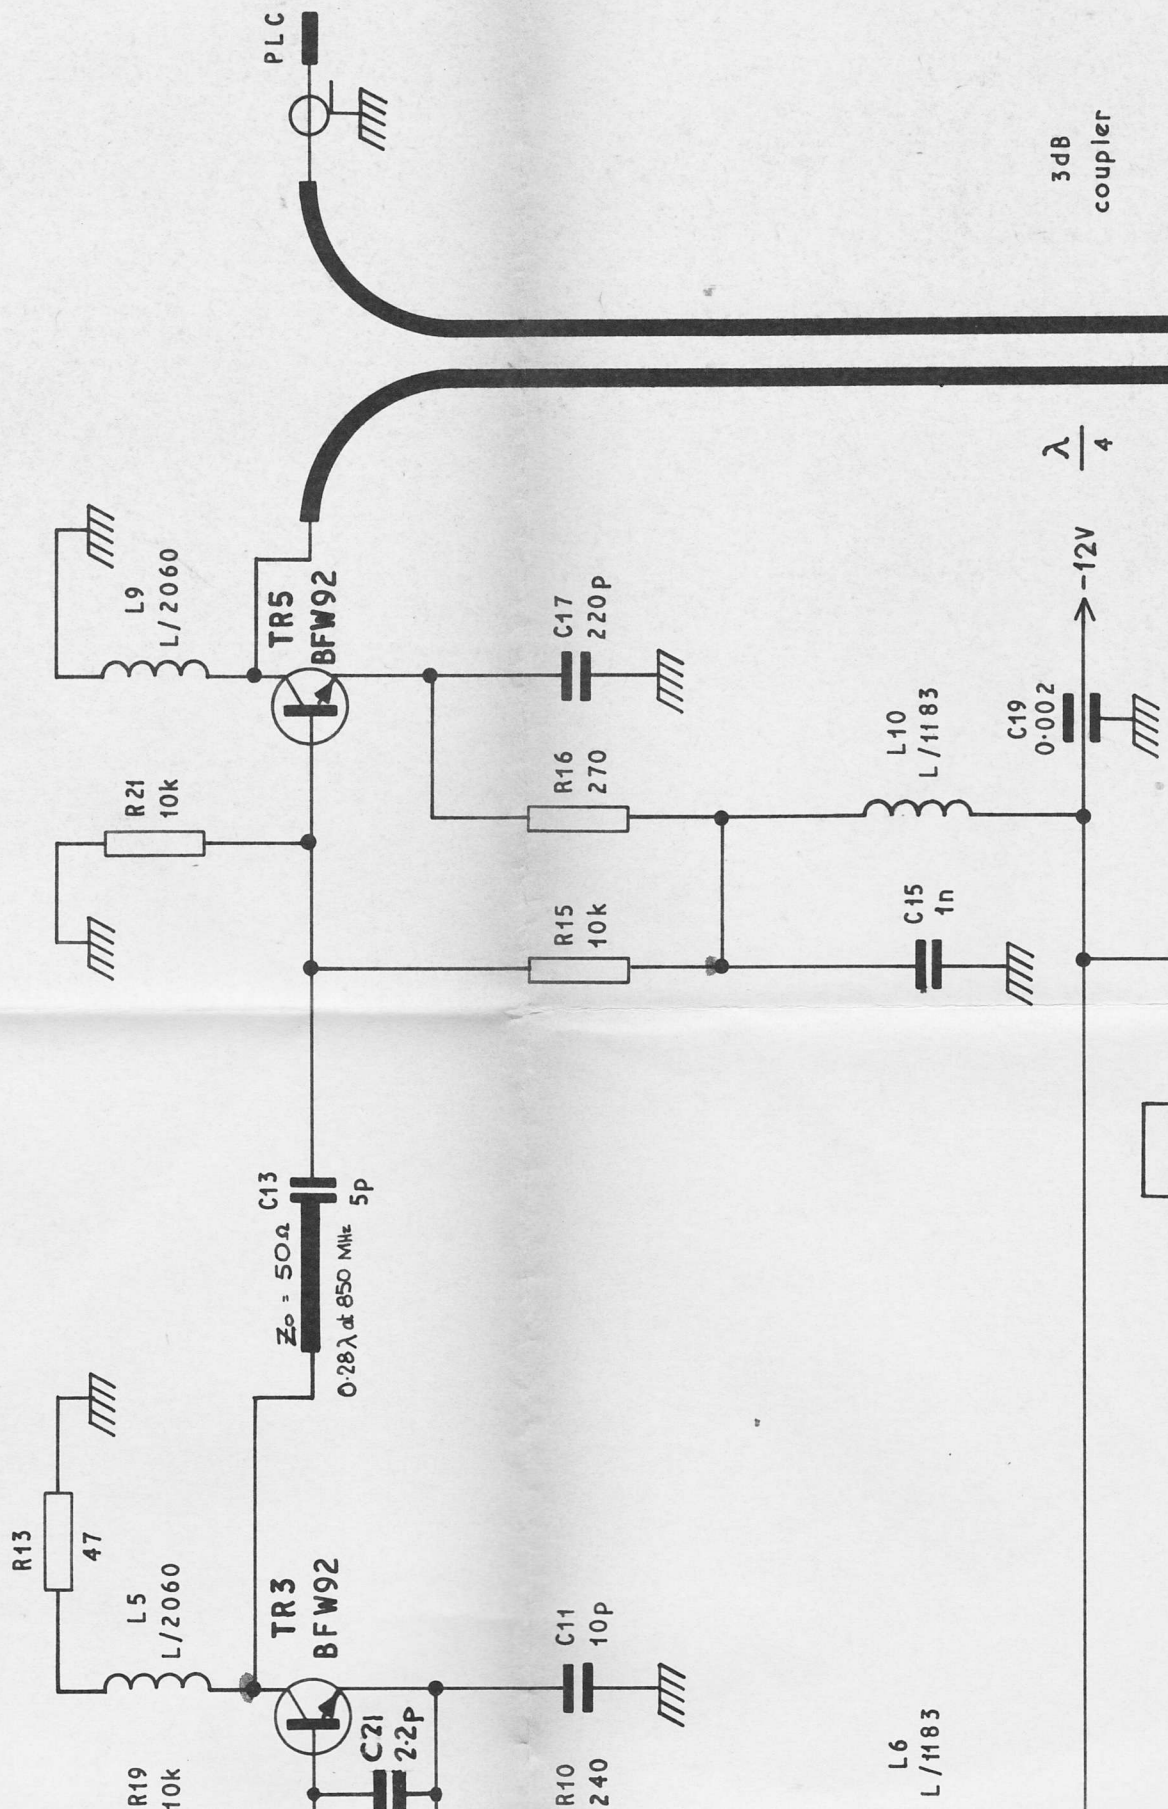 PLC
3dB
coupler
λ
4
L9
L/2060
TR5
BFW92
C17
220p
-12V
R21
10k
R16
270
L10
L/1183
C19
0·002
R15
10k
C15
1n
C13
5p
Zo = 50Ω
0·28λ at 850 MHz
R13
47
L5
L/2060
TR3
BFW92
C11
10p
C21
2·2p
R19
10k
R10
240
L6
L/1183